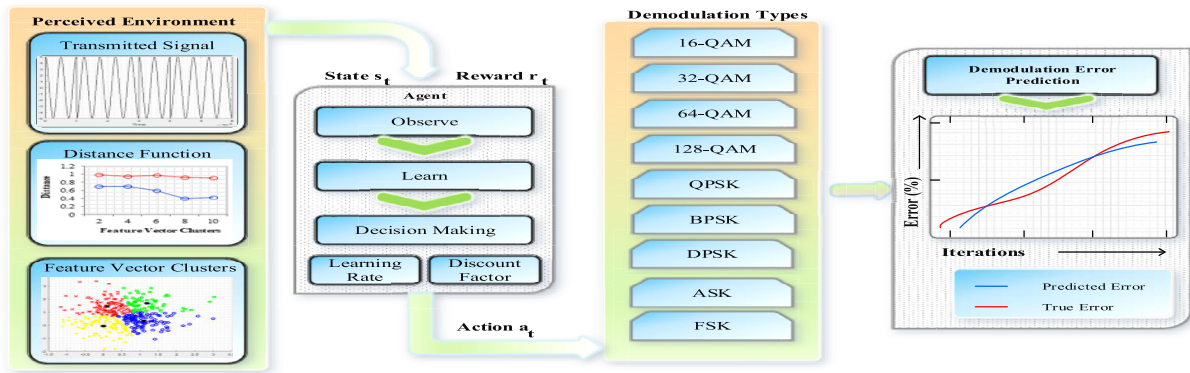 Perceived Environment
Transmitted Signal
Distance Function
1.2
1
0.8
0.6
0.4
0.2
0
Distance
2 4 6 8 10
Feature Vector Clusters
Feature Vector Clusters
State s_t
Reward r_t
Agent
Observe
Learn
Decision Making
Learning
Rate
Discount
Factor
Action a_t
Demodulation Types
16-QAM
32-QAM
64-QAM
128-QAM
QPSK
BPSK
DPSK
ASK
FSK
Demodulation Error
Prediction
Error (%)
Iterations
Predicted Error
True Error